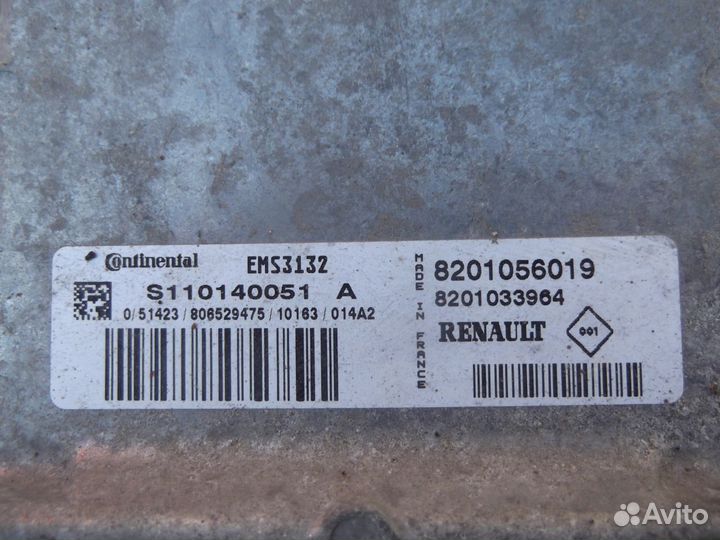 Continental EMS3132
S110140051 A
0/51423/806529475/10163/014A2
MADE IN FRANCE
8201056019
8201033964
RENAULT 001
Avito